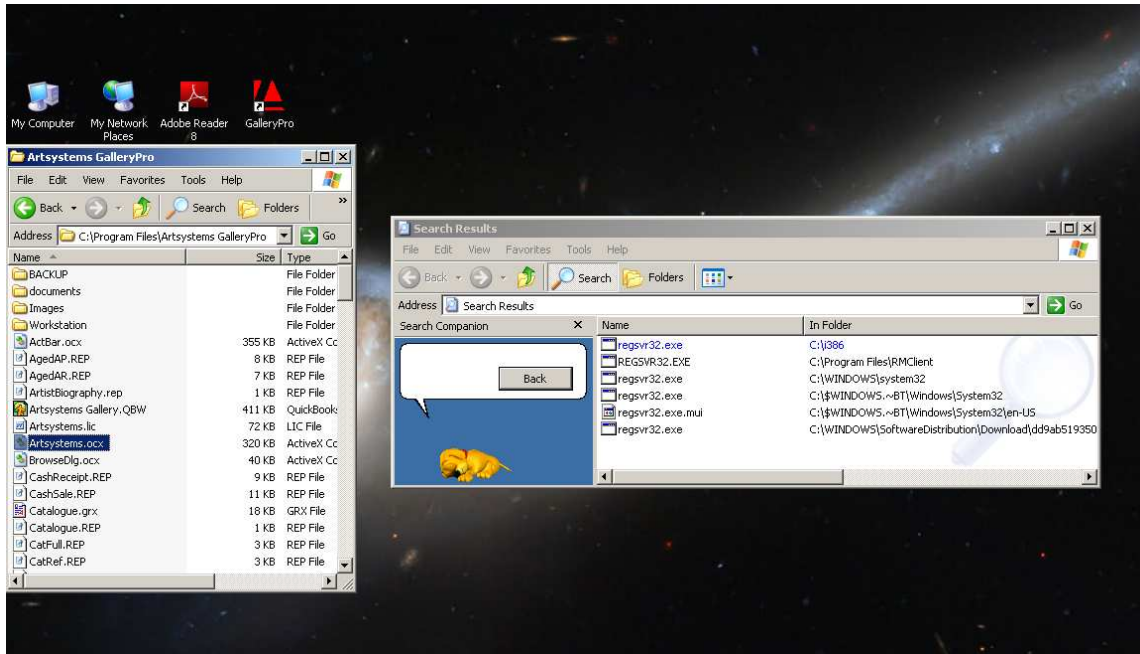 My Computer
My Network Places
Adobe Reader 8
GalleryPro
Artsystems GalleryPro
File Edit View Favorites Tools Help
Back Search Folders »
Address C:\Program Files\Artsystems GalleryPro Go
Name Size Type
BACKUP File Folder
documents File Folder
Images File Folder
Workstation File Folder
ActBar.ocx 355 KB ActiveX Cc
AgedAP.REP 8 KB REP File
AgedAR.REP 7 KB REP File
ArtistBiography.rep 1 KB REP File
Artsystems Gallery.QBW 411 KB QuickBook:
Artsystems.lic 72 KB LIC File
Artsystems.ocx 320 KB ActiveX Cc
BrowseDlg.ocx 40 KB ActiveX Cc
CashReceipt.REP 9 KB REP File
CashSale.REP 11 KB REP File
Catalogue.grx 18 KB GRX File
Catalogue.REP 1 KB REP File
CatFull.REP 3 KB REP File
CatRef.REP 3 KB REP File
Search Results
File Edit View Favorites Tools Help
Back Search Folders
Address Search Results Go
Search Companion X Name In Folder
Back
regsvr32.exe C:\i386
REGSVR32.EXE C:\Program Files\RMClient
regsvr32.exe C:\WINDOWS\system32
regsvr32.exe C:\$WINDOWS.~BT\Windows\System32
regsvr32.exe.mui C:\$WINDOWS.~BT\Windows\System32\en-US
regsvr32.exe C:\WINDOWS\SoftwareDistribution\Download\dd9ab519350